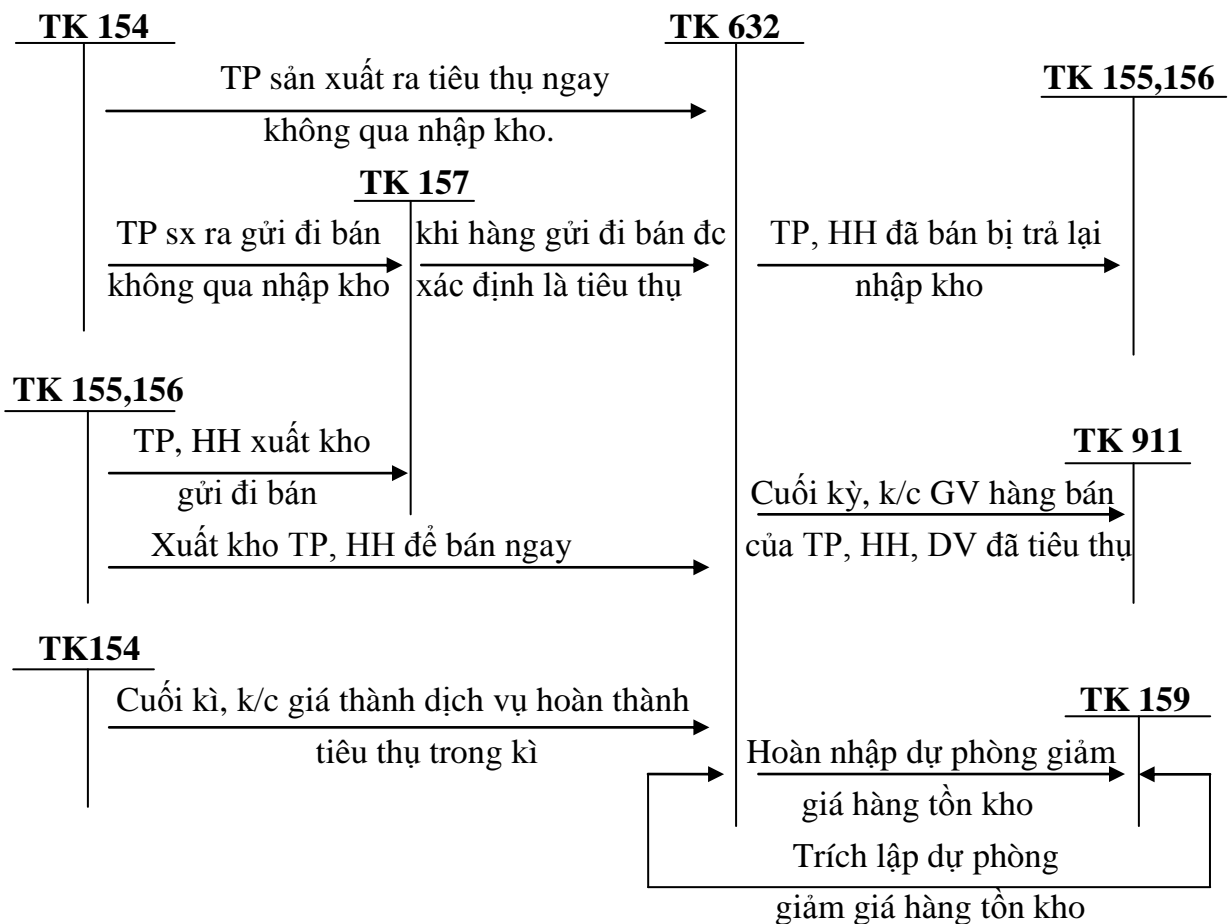 TK 154
TK 632
TP sản xuất ra tiêu thụ ngay
không qua nhập kho.
TK 155,156
TK 157
TP sx ra gửi đi bán
không qua nhập kho
khi hàng gửi đi bán đc
xác định là tiêu thụ
TP, HH đã bán bị trả lại
nhập kho
TK 155,156
TP, HH xuất kho
gửi đi bán
TK 911
Cuối kỳ, k/c GV hàng bán
của TP, HH, DV đã tiêu thụ
Xuất kho TP, HH để bán ngay
TK154
Cuối kì, k/c giá thành dịch vụ hoàn thành
tiêu thụ trong kì
TK 159
Hoàn nhập dự phòng giảm
giá hàng tồn kho
Trích lập dự phòng
giảm giá hàng tồn kho